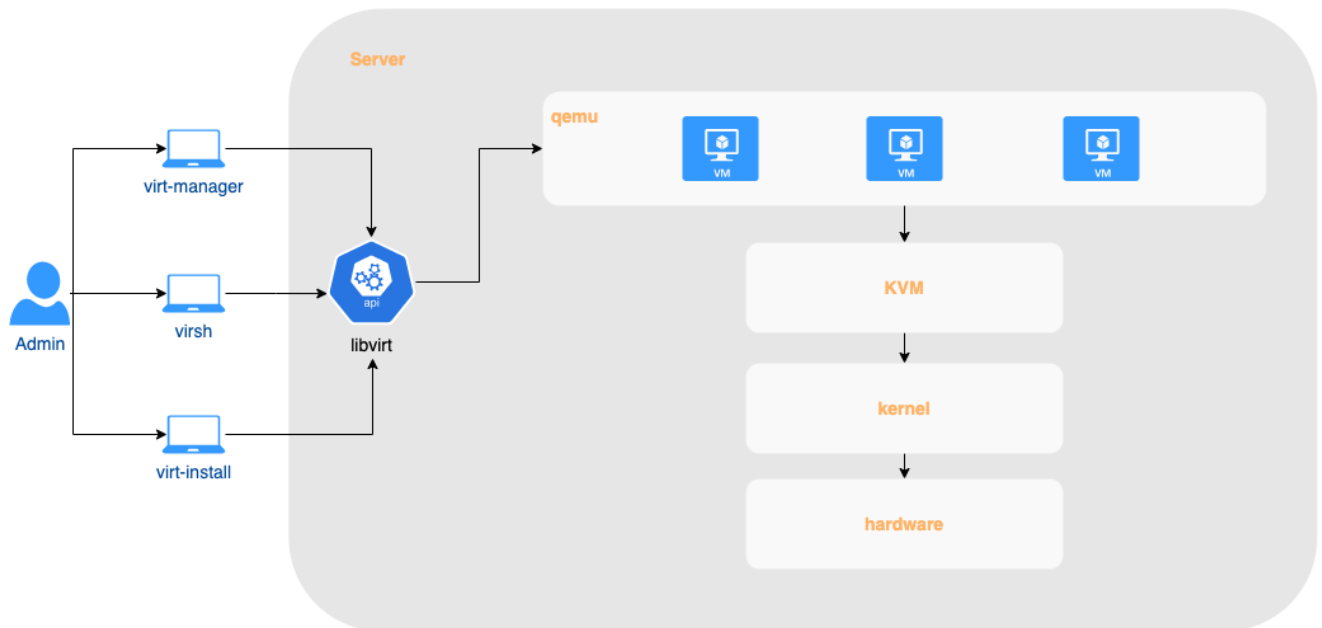 Server
qemu
VM
VM
VM
virt-manager
KVM
Admin
virsh
api
libvirt
kernel
virt-install
hardware